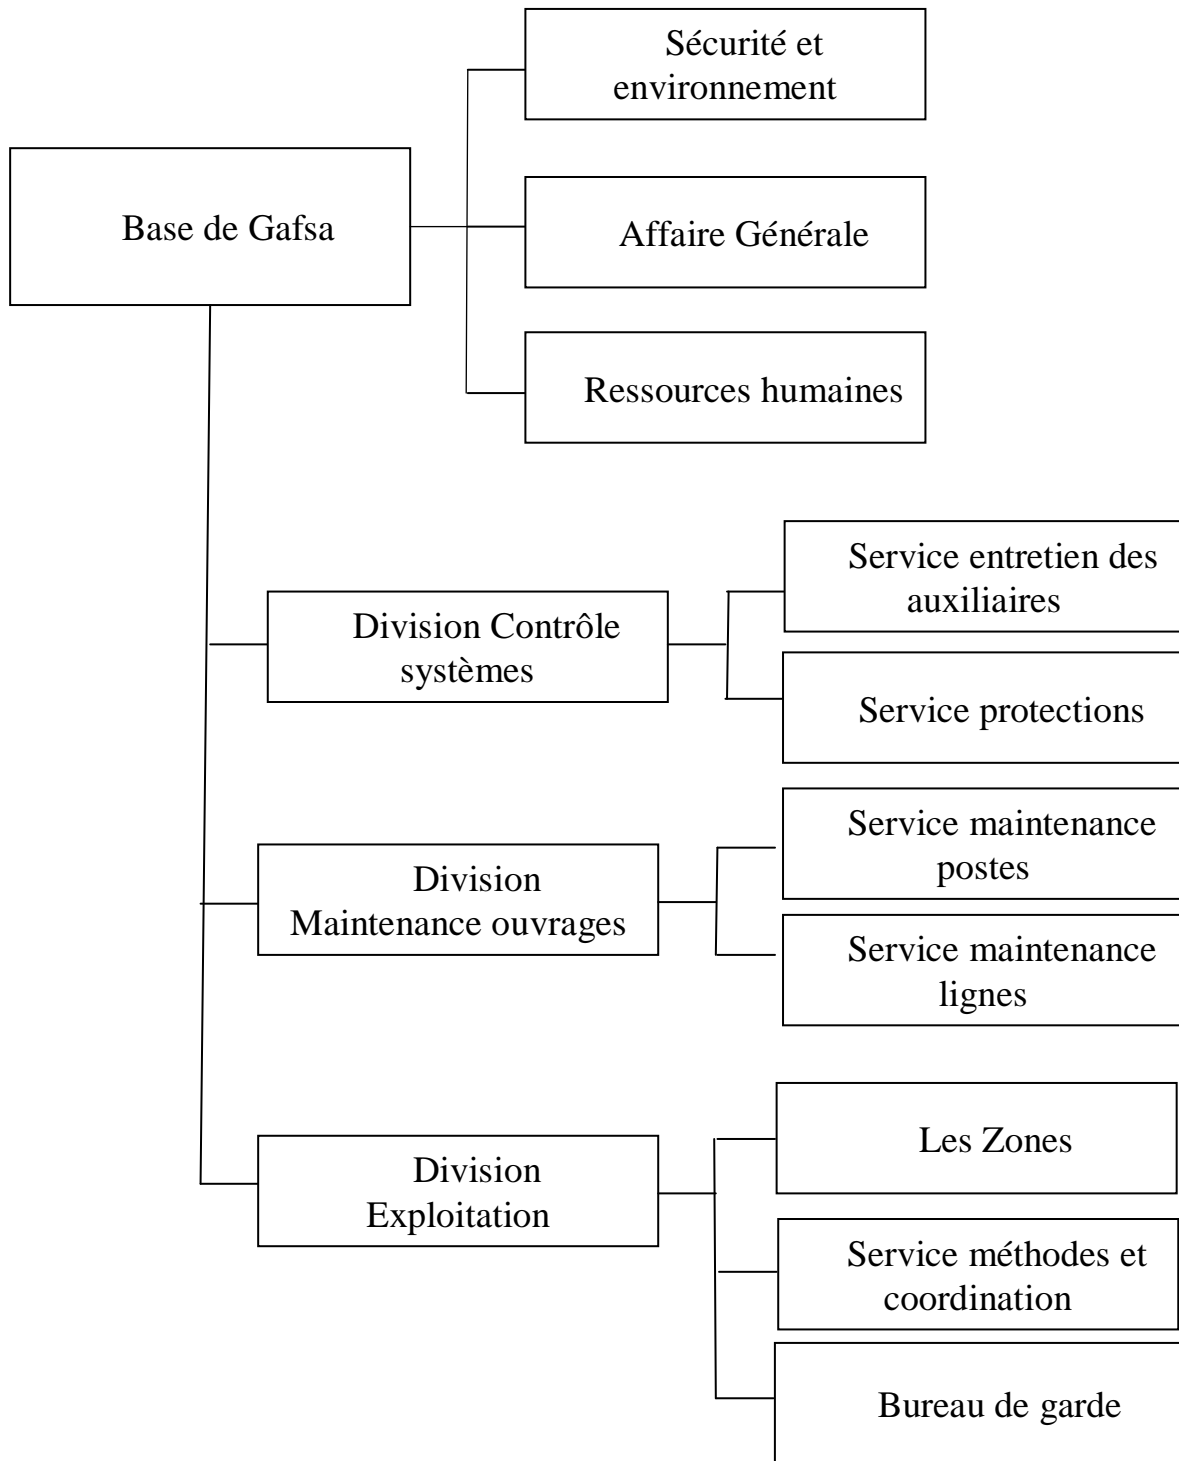 Sécurité et
environnement
Base de Gafsa
Affaire Générale
Ressources humaines
Service entretien des
auxiliaires
Division Contrôle
systèmes
Service protections
Service maintenance
postes
Division
Maintenance ouvrages
Service maintenance
lignes
Les Zones
Division
Exploitation
Service méthodes et
coordination
Bureau de garde